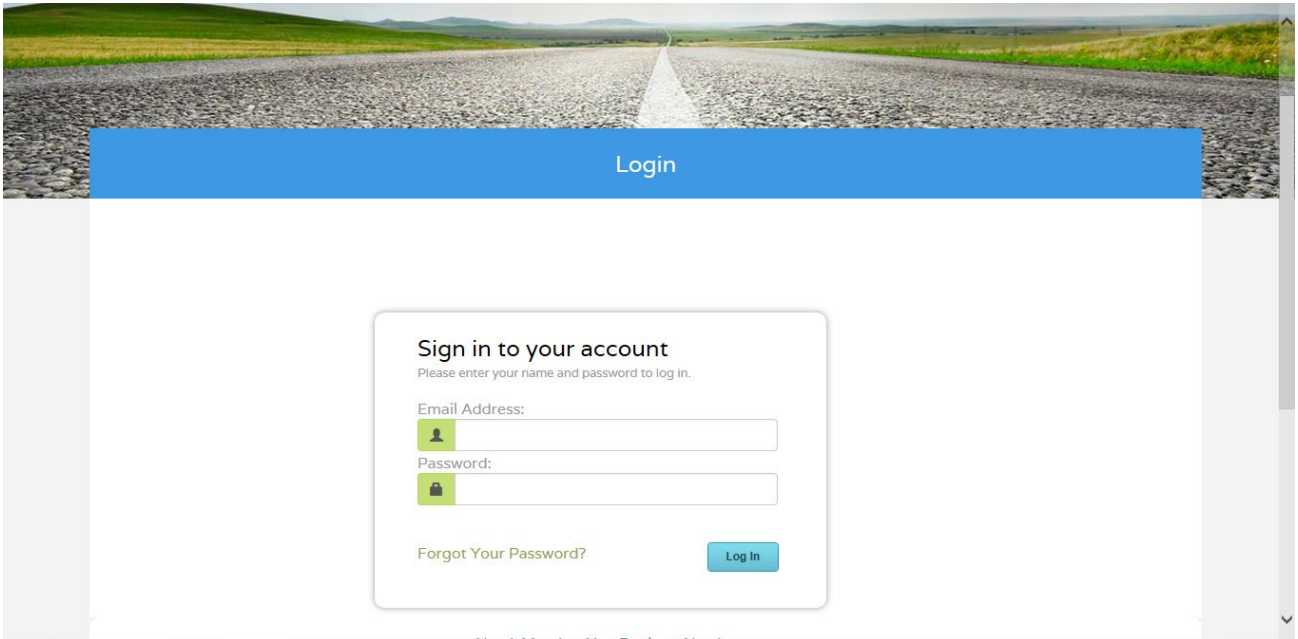 Login
Sign in to your account
Please enter your name and password to log in.
Email Address:
Password:
Forgot Your Password?
Log In